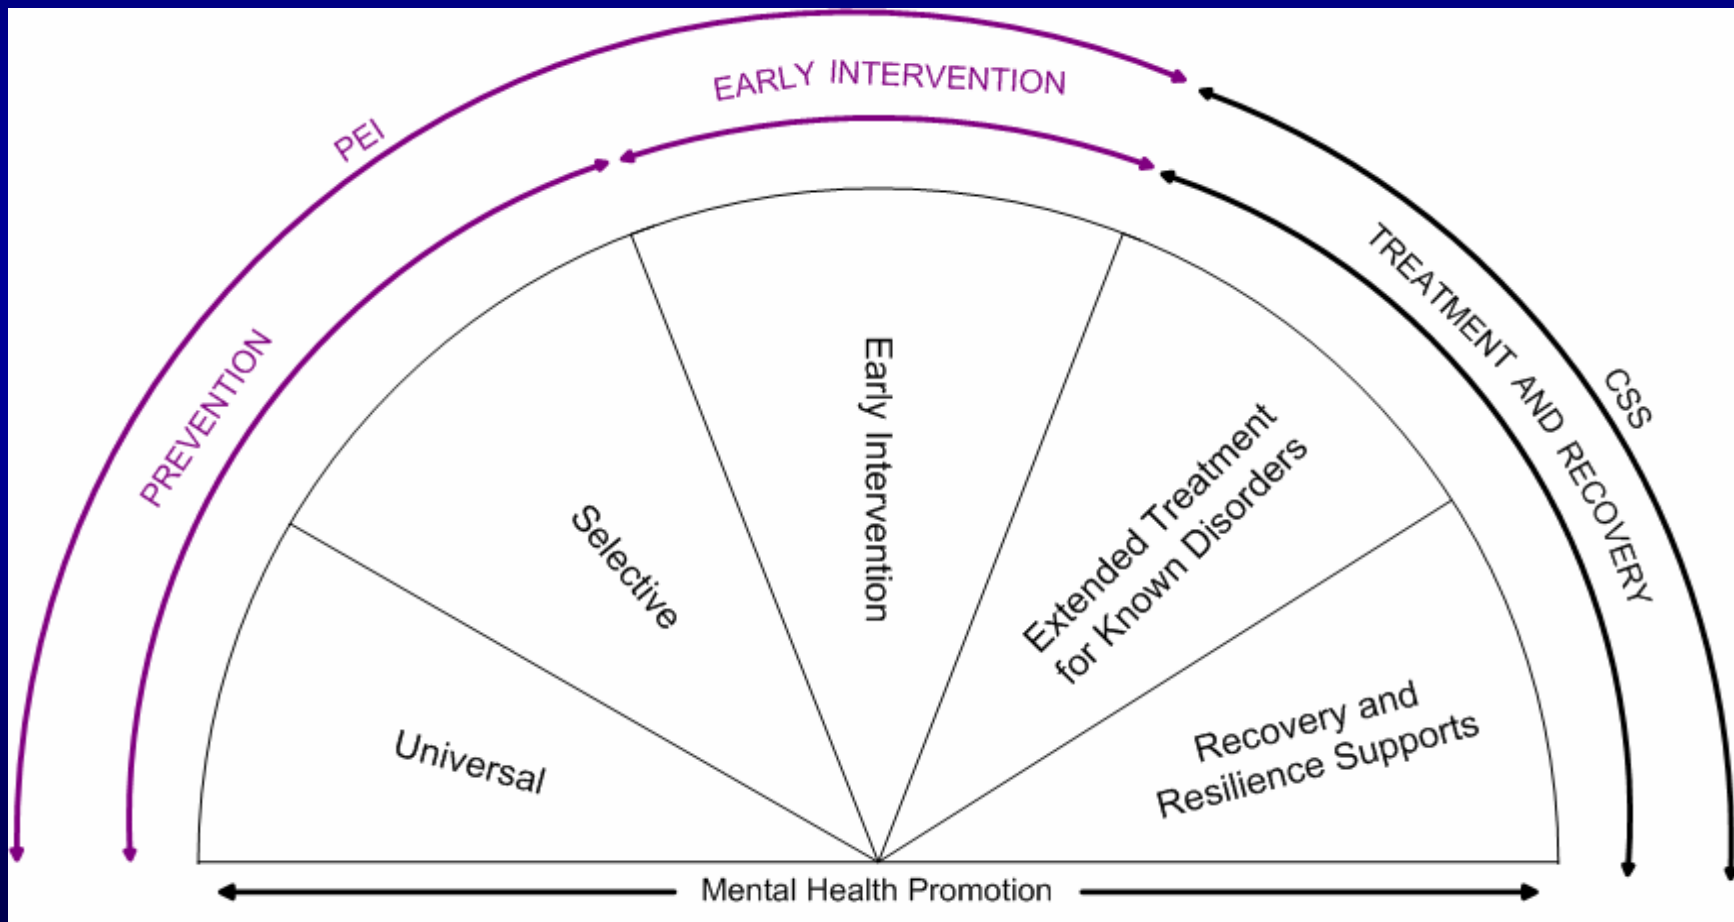 PEI
EARLY INTERVENTION
PREVENTION
TREATMENT AND RECOVERY
CSS
Universal
Selective
Early Intervention
Extended Treatment
for Known Disorders
Recovery and
Resilience Supports
Mental Health Promotion